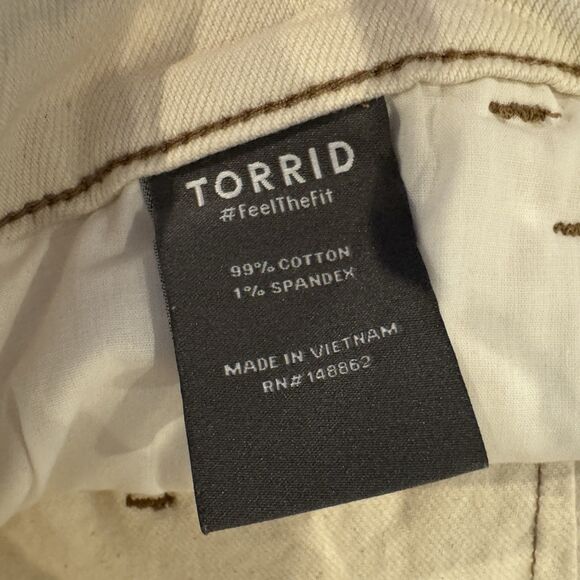 TORRID
#FeelTheFit
99% COTTON
1% SPANDEX
MADE IN VIETNAM
RN# 148862